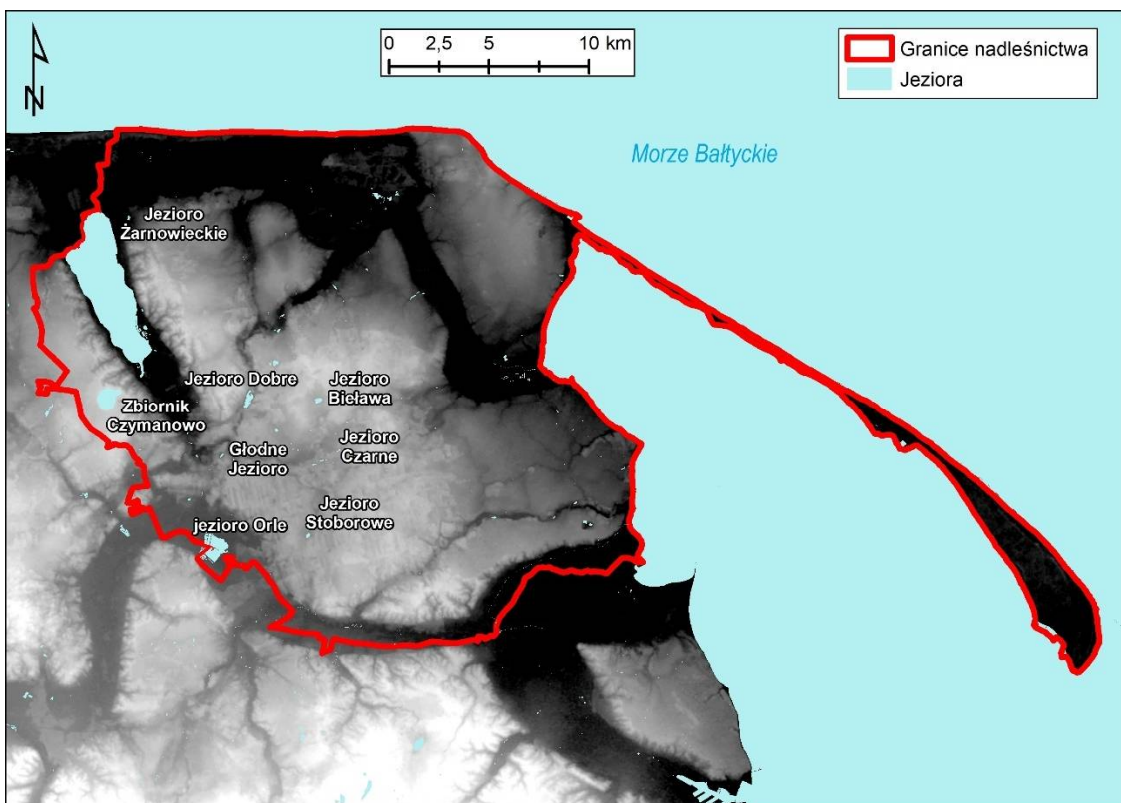 0 2,5 5 10 km
Granice nadleśnictwa
Jeziora
N
Morze Bałtyckie
Jezioro
Żarnowieckie
Jezioro Dobre
Jezioro
Bieława
Zbiornik
Czymanowo
Głodne
Jezioro
Jezioro
Czarne
jezioro Orle
Jezioro
Stoborowe